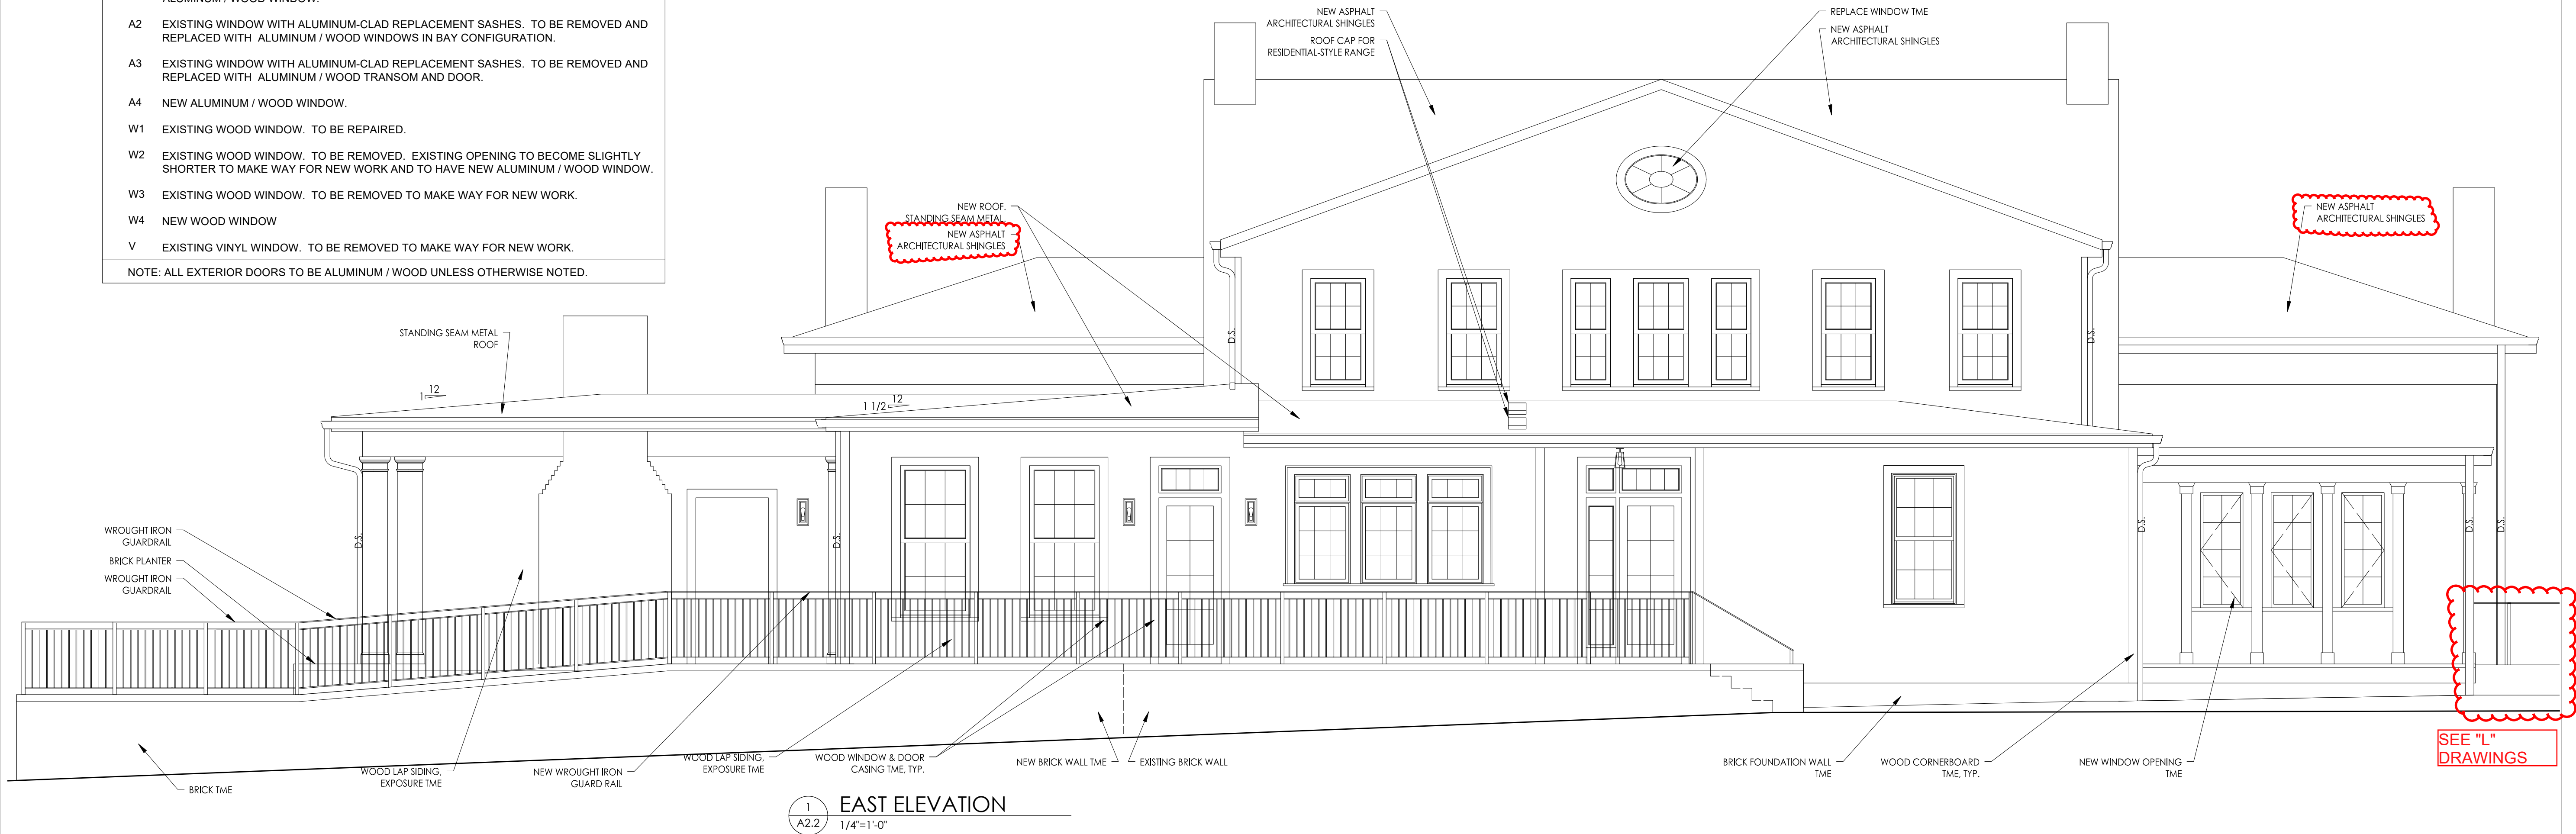 ALUMINUM / WOOD WINDOW.
A2 EXISTING WINDOW WITH ALUMINUM-CLAD REPLACEMENT SASHES. TO BE REMOVED AND
REPLACED WITH ALUMINUM / WOOD WINDOWS IN BAY CONFIGURATION.
A3 EXISTING WINDOW WITH ALUMINUM-CLAD REPLACEMENT SASHES. TO BE REMOVED AND
REPLACED WITH ALUMINUM / WOOD TRANSOM AND DOOR.
A4 NEW ALUMINUM / WOOD WINDOW.
W1 EXISTING WOOD WINDOW. TO BE REPAIRED.
W2 EXISTING WOOD WINDOW. TO BE REMOVED. EXISTING OPENING TO BECOME SLIGHTLY
SHORTER TO MAKE WAY FOR NEW WORK AND TO HAVE NEW ALUMINUM / WOOD WINDOW.
W3 EXISTING WOOD WINDOW. TO BE REMOVED TO MAKE WAY FOR NEW WORK.
W4 NEW WOOD WINDOW
V EXISTING VINYL WINDOW. TO BE REMOVED TO MAKE WAY FOR NEW WORK.
NOTE: ALL EXTERIOR DOORS TO BE ALUMINUM / WOOD UNLESS OTHERWISE NOTED.
NEW ASPHALT
ARCHITECTURAL SHINGLES
ROOF CAP FOR
RESIDENTIAL-STYLE RANGE
REPLACE WINDOW TME
NEW ASPHALT
ARCHITECTURAL SHINGLES
NEW ROOF.
STANDING SEAM METAL.
NEW ASPHALT
ARCHITECTURAL SHINGLES
NEW ASPHALT
ARCHITECTURAL SHINGLES
STANDING SEAM METAL
ROOF
D.S.
D.S.
12
1
12
1 1/2
WROUGHT IRON
GUARDRAIL
BRICK PLANTER
WROUGHT IRON
GUARDRAIL
D.S.
D.S.
D.S.
D.S.
D.S.
BRICK TME
WOOD LAP SIDING,
EXPOSURE TME
NEW WROUGHT IRON
GUARD RAIL
WOOD LAP SIDING,
EXPOSURE TME
WOOD WINDOW & DOOR
CASING TME, TYP.
NEW BRICK WALL TME
EXISTING BRICK WALL
BRICK FOUNDATION WALL
TME
WOOD CORNERBOARD
TME, TYP.
NEW WINDOW OPENING
TME
SEE "L"
DRAWINGS
1
A2.2
EAST ELEVATION
1/4"=1'-0"